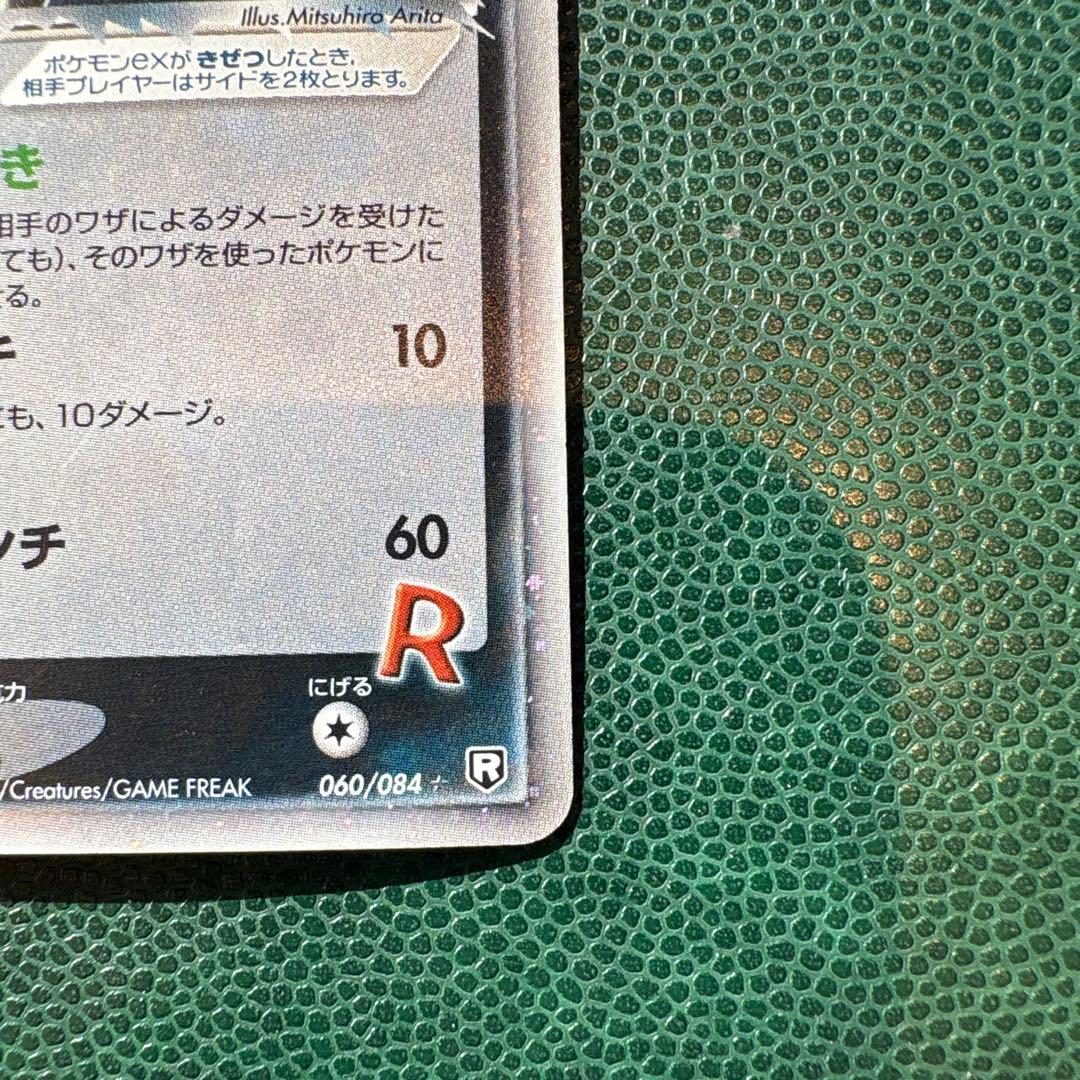 Illus.Mitsuhiro Arita
ポケモンexが きぜつしたとき、
相手プレイヤーはサイドを2枚とります。
き
相手のワザによるダメージを受けた
ても)、そのワザを使ったポケモンに
る。
10
も、10ダメージ。
ンチ 60
R
力 にげる
/Creatures/GAME FREAK 060/084
R